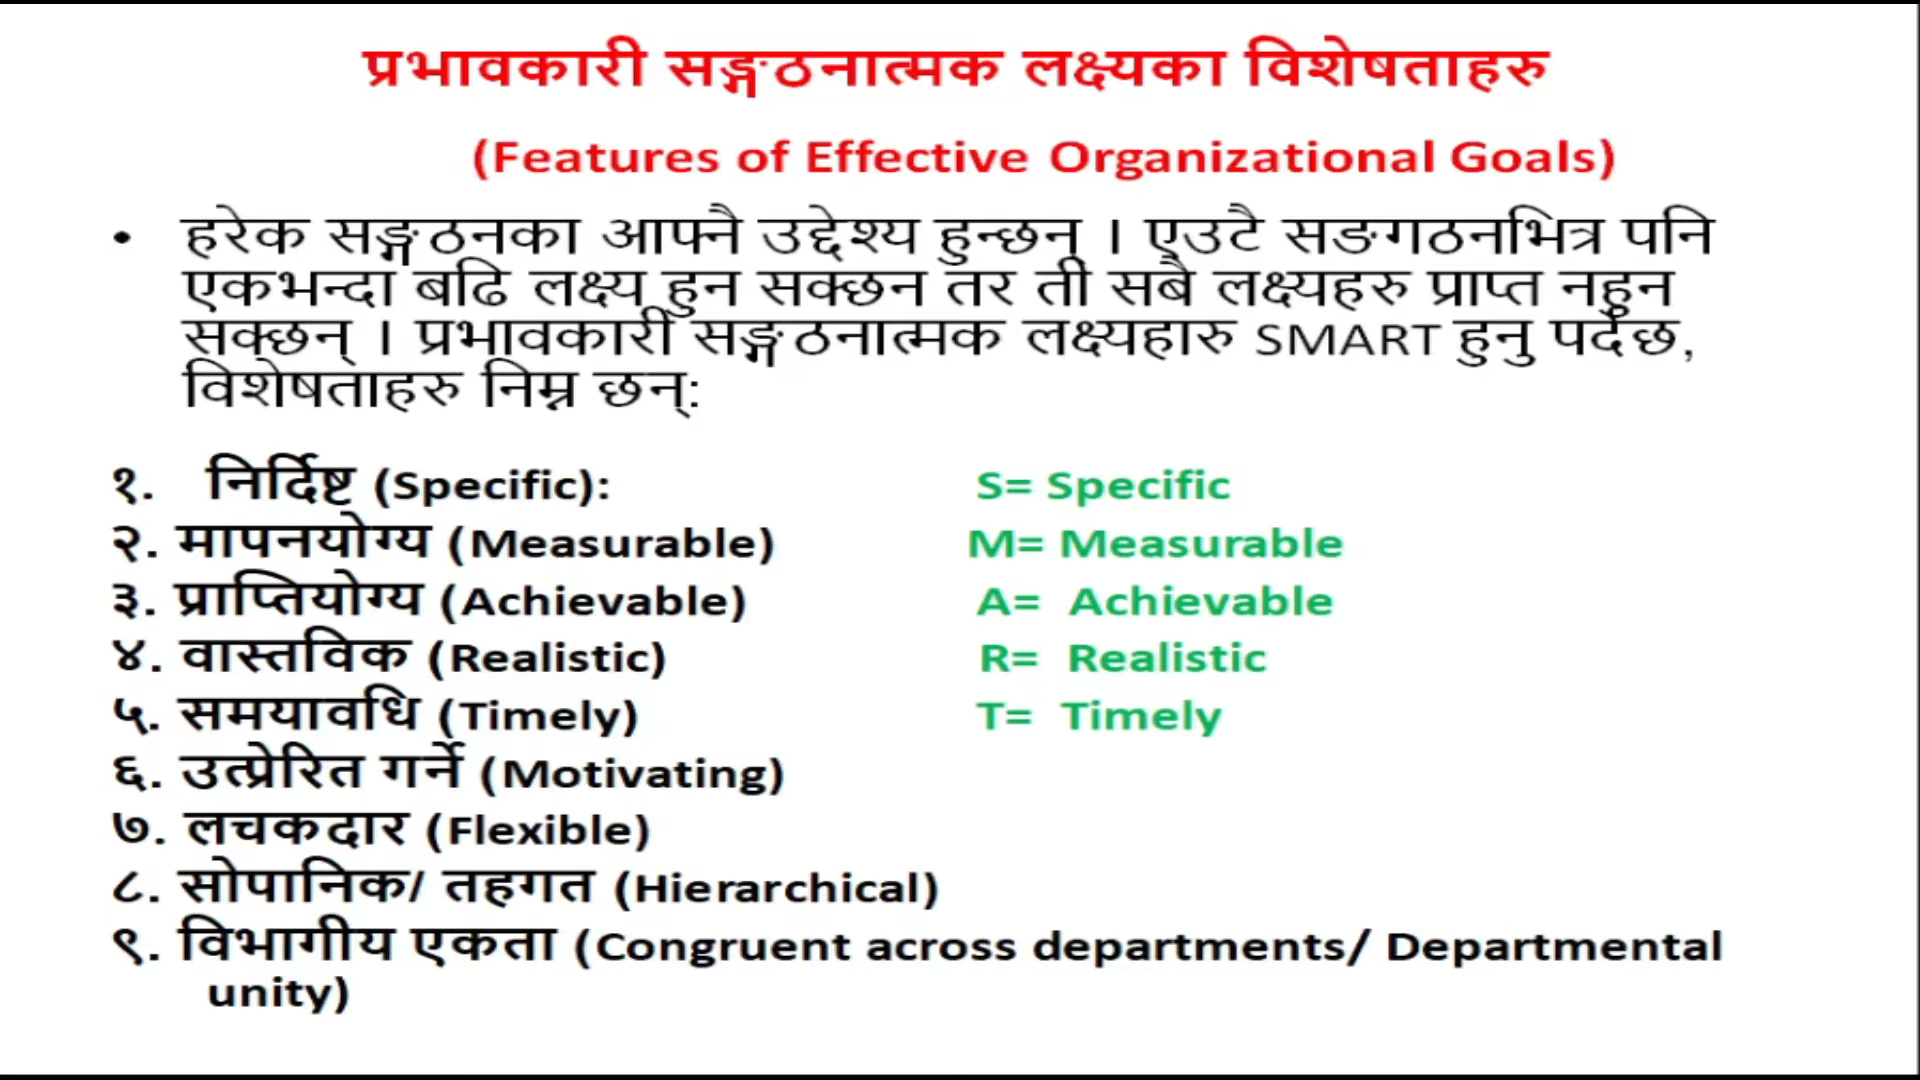 प्रभावकारी सङ्गठनात्मक लक्ष्यका विशेषताहरु
(Features of Effective Organizational Goals)
• हरेक सङ्गठनका आफ्नै उद्देश्य हुन्छन् । एउटै सङगठनभित्र पनि
एकभन्दा बढि लक्ष्य हुन सक्छन तर ती सबै लक्ष्यहरु प्राप्त नहुन
सक्छन् । प्रभावकारी सङ्गठनात्मक लक्ष्यहारु SMART हुनु पर्दछ,
विशेषताहरु निम्न छन्:
१. निर्दिष्ट (Specific): S= Specific
२. मापनयोग्य (Measurable) M= Measurable
३. प्राप्तियोग्य (Achievable) A= Achievable
४. वास्तविक (Realistic) R= Realistic
५. समयावधि (Timely) T= Timely
६. उत्प्रेरित गर्ने (Motivating)
७. लचकदार (Flexible)
८. सोपानिक/ तहगत (Hierarchical)
९. विभागीय एकता (Congruent across departments/ Departmental
unity)